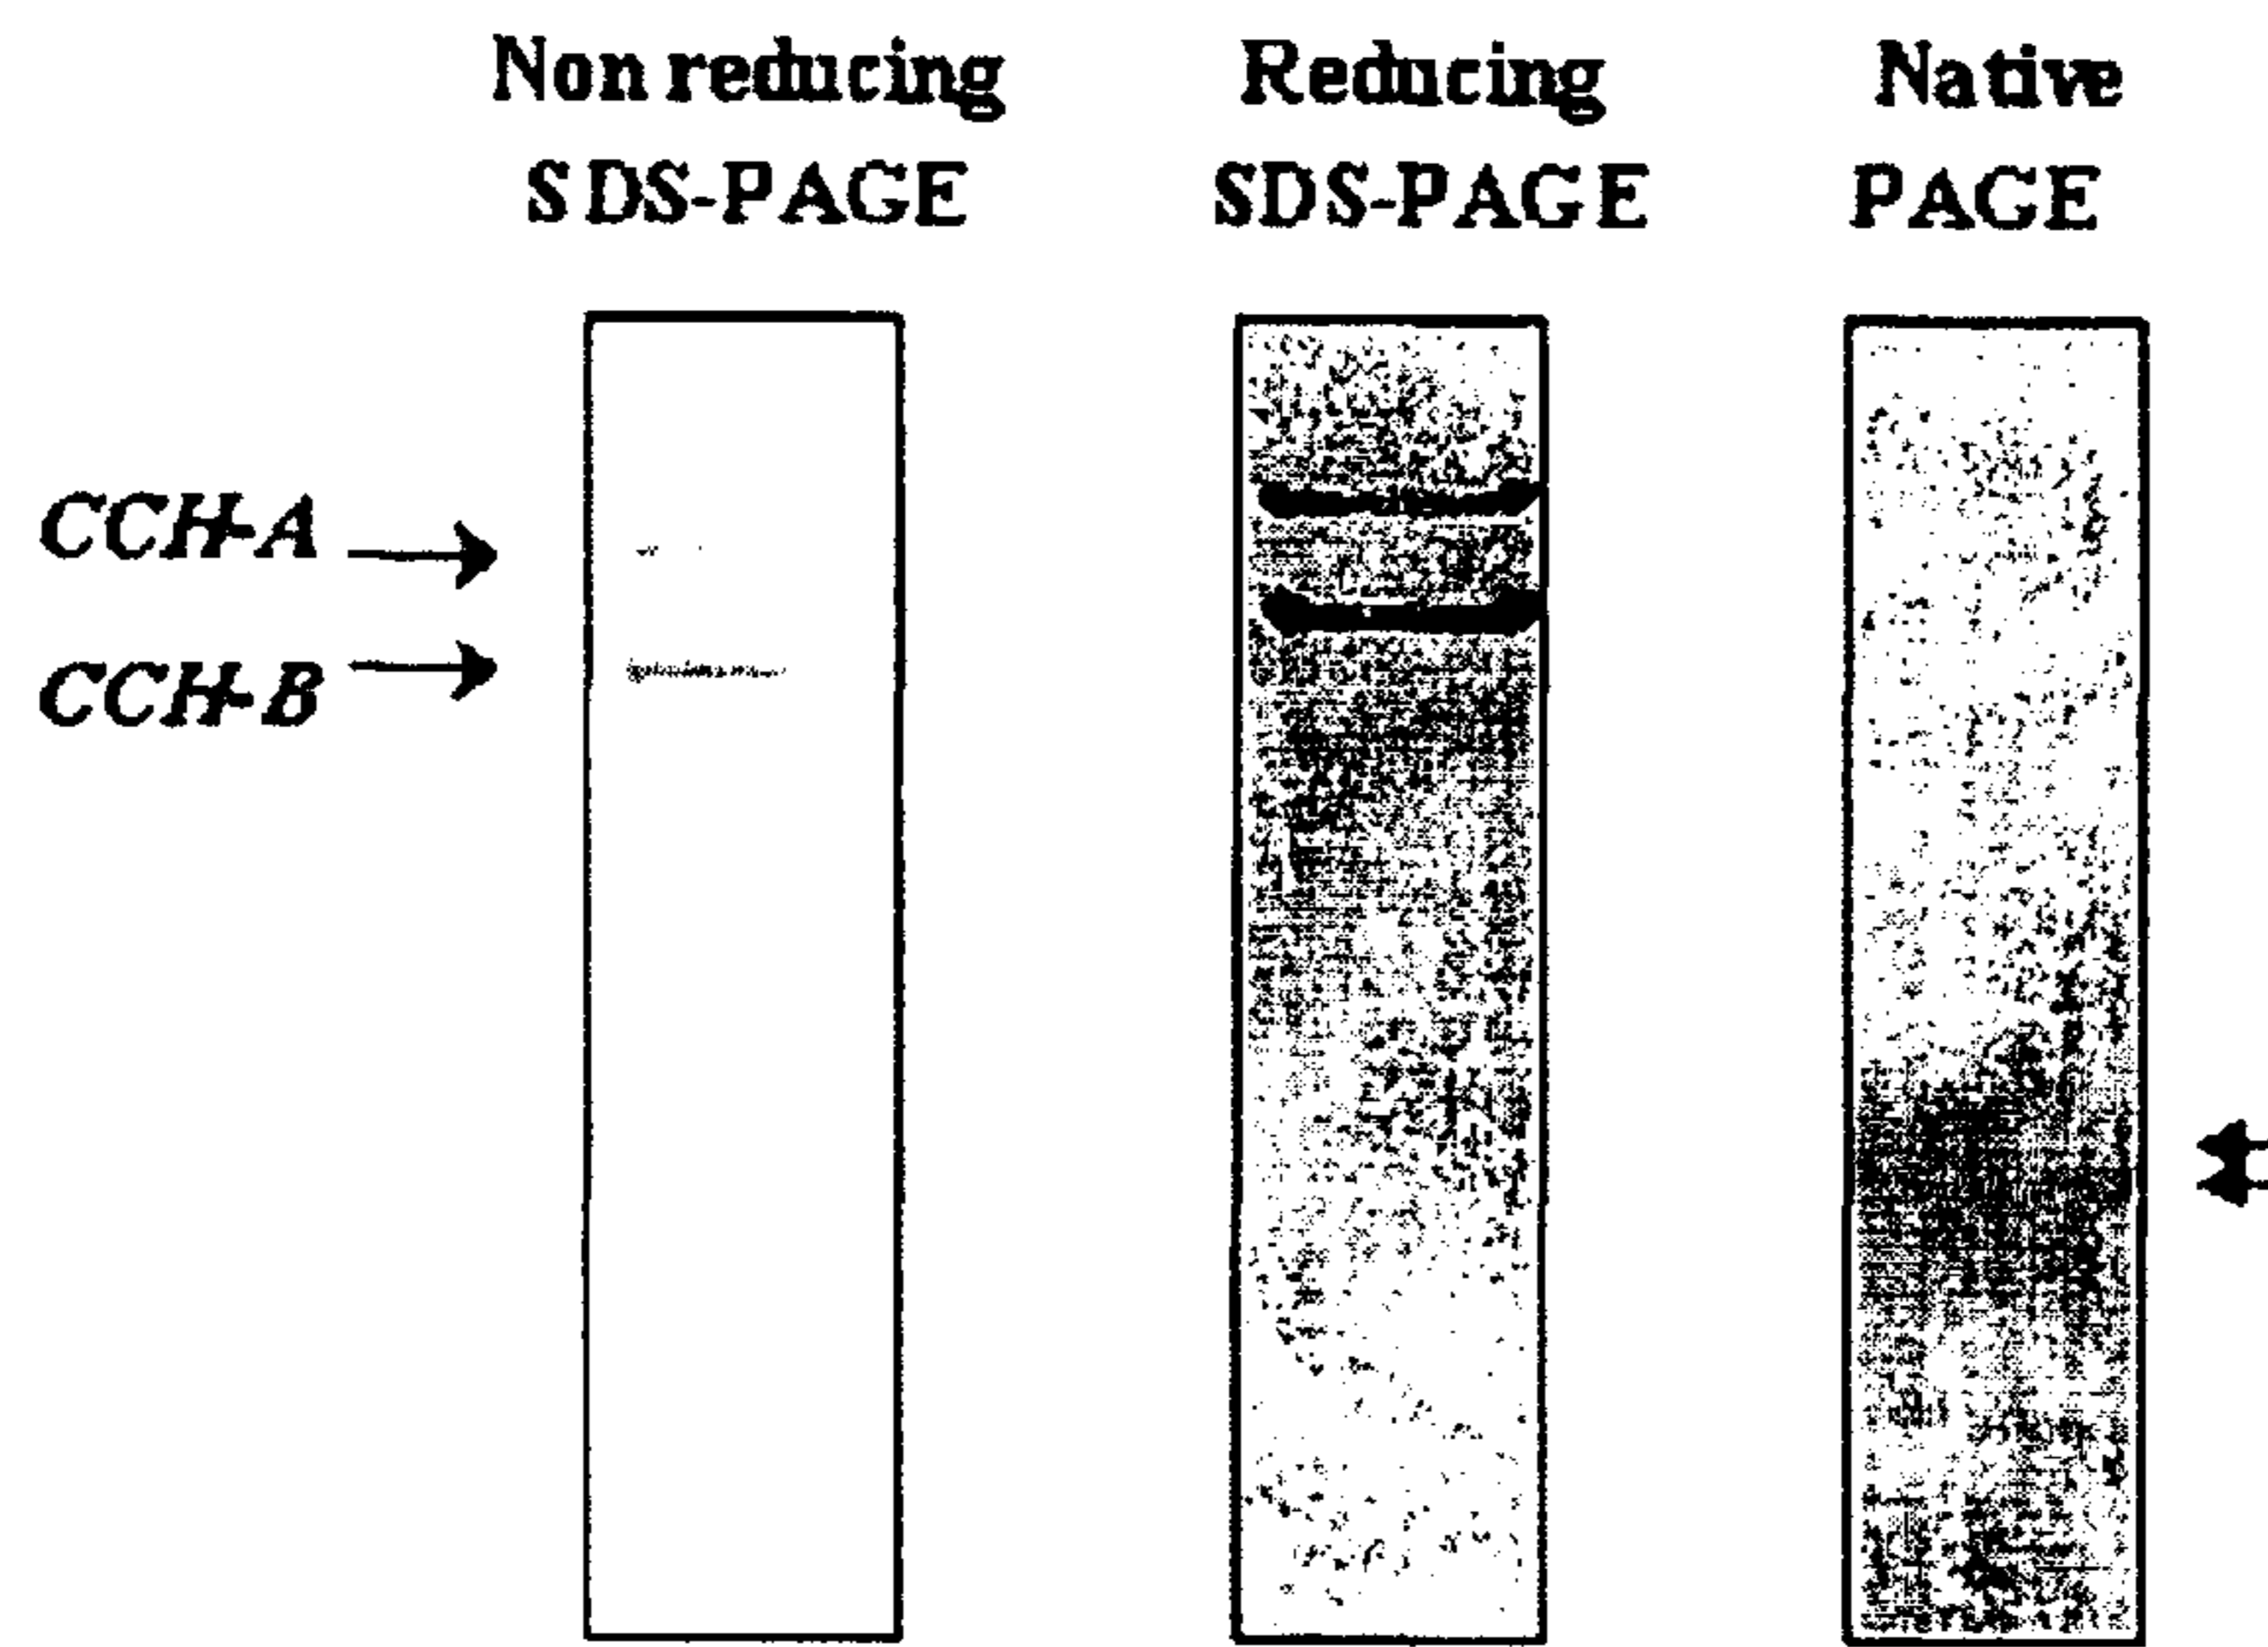 Non reducing
SDS-PAGE
Reducing
SDS-PAGE
Native
PAGE
CCH-A
CCH-B